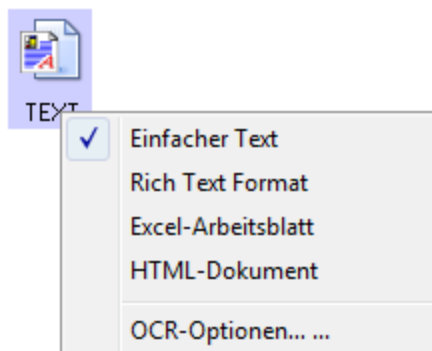 TEXT
Einfacher Text
Rich Text Format
Excel-Arbeitsblatt
HTML-Dokument
OCR-Optionen... ...